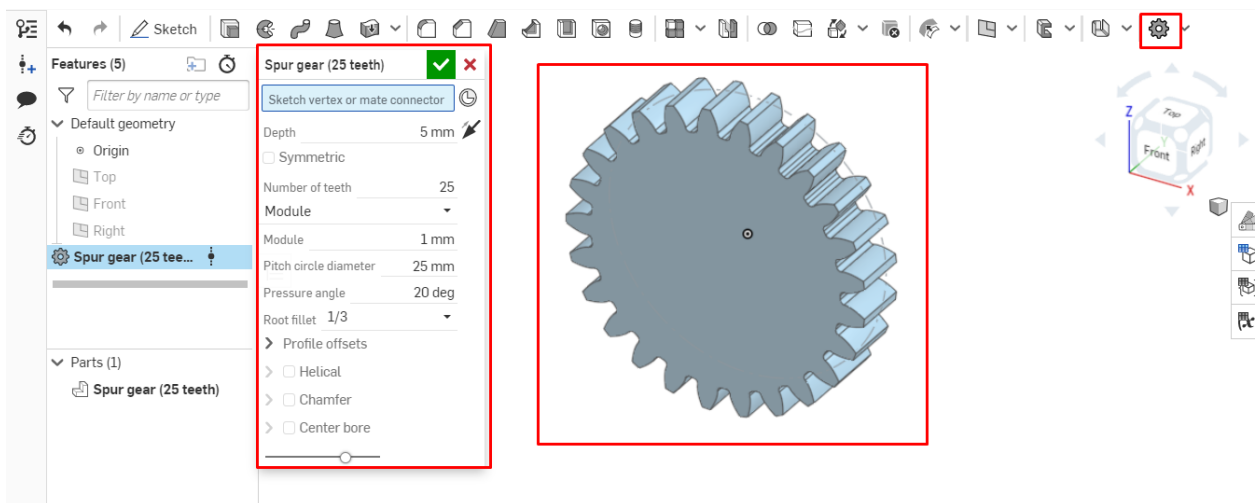 Sketch
Features (5)
Filter by name or type
Default geometry
Origin
Top
Front
Right
Spur gear (25 tee...
Parts (1)
Spur gear (25 teeth)
Spur gear (25 teeth)
Sketch vertex or mate connector
Depth 5 mm
Symmetric
Number of teeth 25
Module
Module 1 mm
Pitch circle diameter 25 mm
Pressure angle 20 deg
Root fillet 1/3
Profile offsets
Helical
Chamfer
Center bore
Z
Top
Y
Front
Right
X